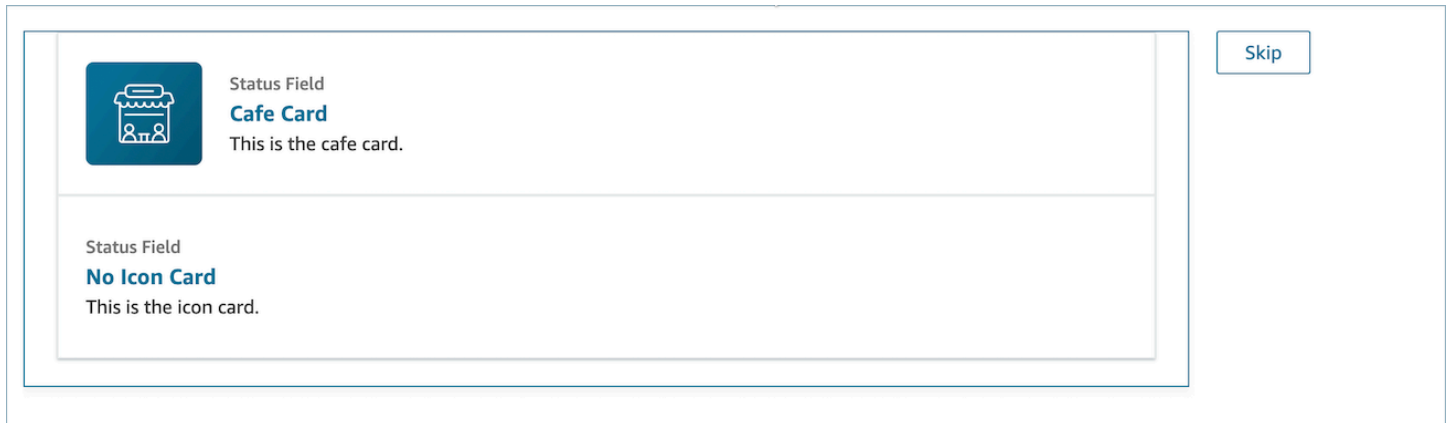 Skip
Status Field
Cafe Card
This is the cafe card.
Status Field
No Icon Card
This is the icon card.